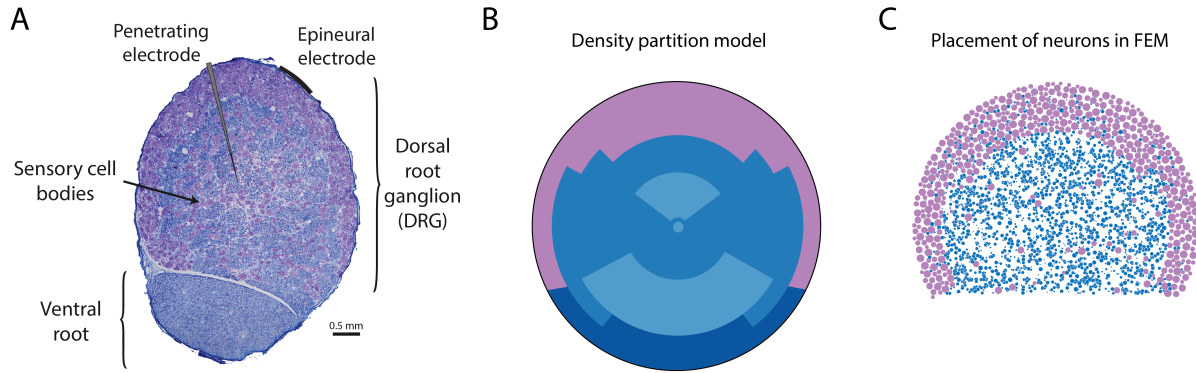 A
Penetrating
electrode
Epineural
electrode
Sensory cell
bodies
Dorsal
root
ganglion
(DRG)
Ventral
root
0.5 mm
B
Density partition model
C
Placement of neurons in FEM